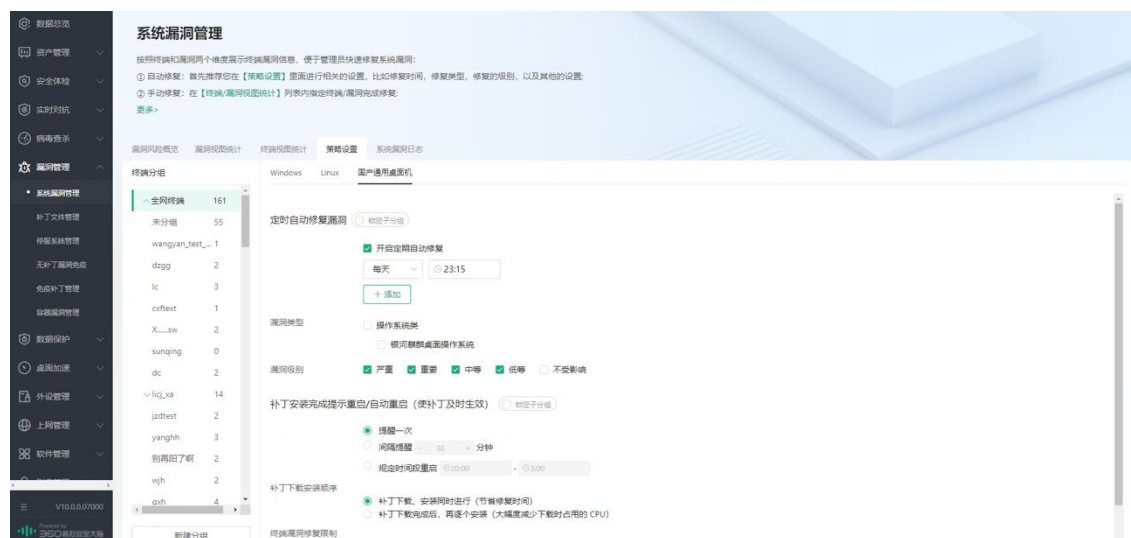 数据总览
资产管理
安全体检
实时对抗
病毒查杀
漏洞管理
系统漏洞管理
补丁文件管理
停服系统管理
无补丁漏洞免疫
免疫补丁管理
容器漏洞管理
数据保护
桌面加速
外设管理
上网管理
软件管理
V10.0.0.07000
Powered by
系统漏洞管理
按照终端和漏洞两个维度展示终端漏洞信息，便于管理员快速修复系统漏洞：
① 自动修复：首先推荐您在【策略设置】里面进行相关的设置，比如修复时间，修复类型，修复的级别，以及其他的设置;
② 手动修复：在【终端/漏洞视图统计】列表内指定终端/漏洞完成修复;
更多>
漏洞风险概览 漏洞视图统计 终端视图统计 策略设置 系统漏洞日志
终端分组
全网终端 161
未分组 55
wangyan_test_... 1
dzgg 2
lc 3
cxftext 1
X.....sw 2
sunqing 0
dc 2
licj_xa 14
jzdtest 2
yanghh 3
别再阳了啊 2
wjh 2
qxh 4
新建分组
Windows Linux 国产通用桌面机
定时自动修复漏洞 锁定子分组
开启定期自动修复
每天 23:15
+ 添加
漏洞类型 操作系统类
银河麒麟桌面操作系统
漏洞级别 严重 重要 中等 低等 不受影响
补丁安装完成提示重启/自动重启（使补丁及时生效） 锁定子分组
提醒一次
间隔提醒 - 30 + 分钟
规定时间段重启 20:00 - 3:00
补丁下载安装顺序
补丁下载、安装同时进行（节省修复时间）
补丁下载完成后，再逐个安装（大幅度减少下载时占用的 CPU）
终端漏洞修复限制